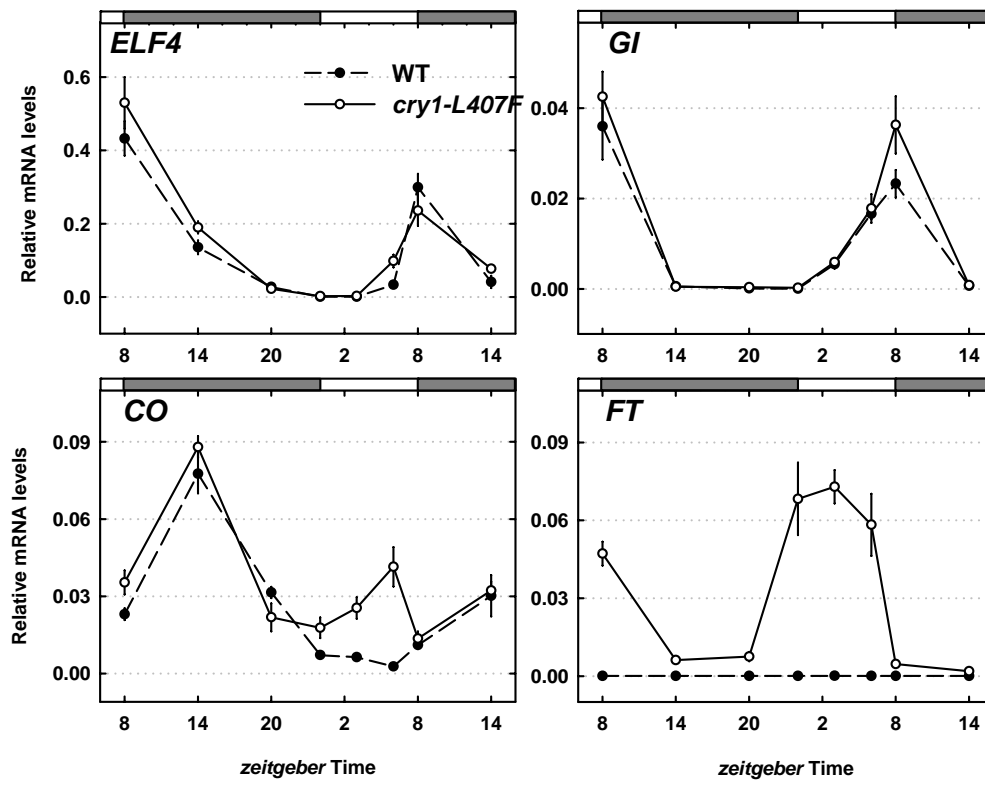 ELF4
GI
WT
cry1-L407F
Relative mRNA levels
0.6
0.4
0.2
0.0
8 14 20 2 8 14
0.04
0.02
0.00
8 14 20 2 8 14
CO
FT
Relative mRNA levels
0.09
0.06
0.03
0.00
8 14 20 2 8 14
zeitgeber Time
0.09
0.06
0.03
0.00
8 14 20 2 8 14
zeitgeber Time